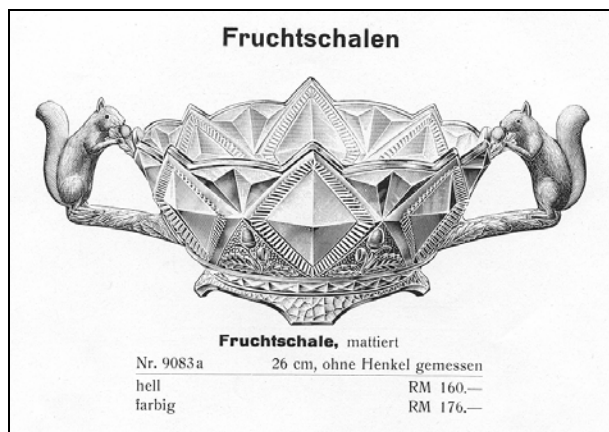 Fruchtschalen
Fruchtschale, mattiert
Nr. 9083a 26 cm, ohne Henkel gemessen
hell RM 160.—
farbig RM 176.—